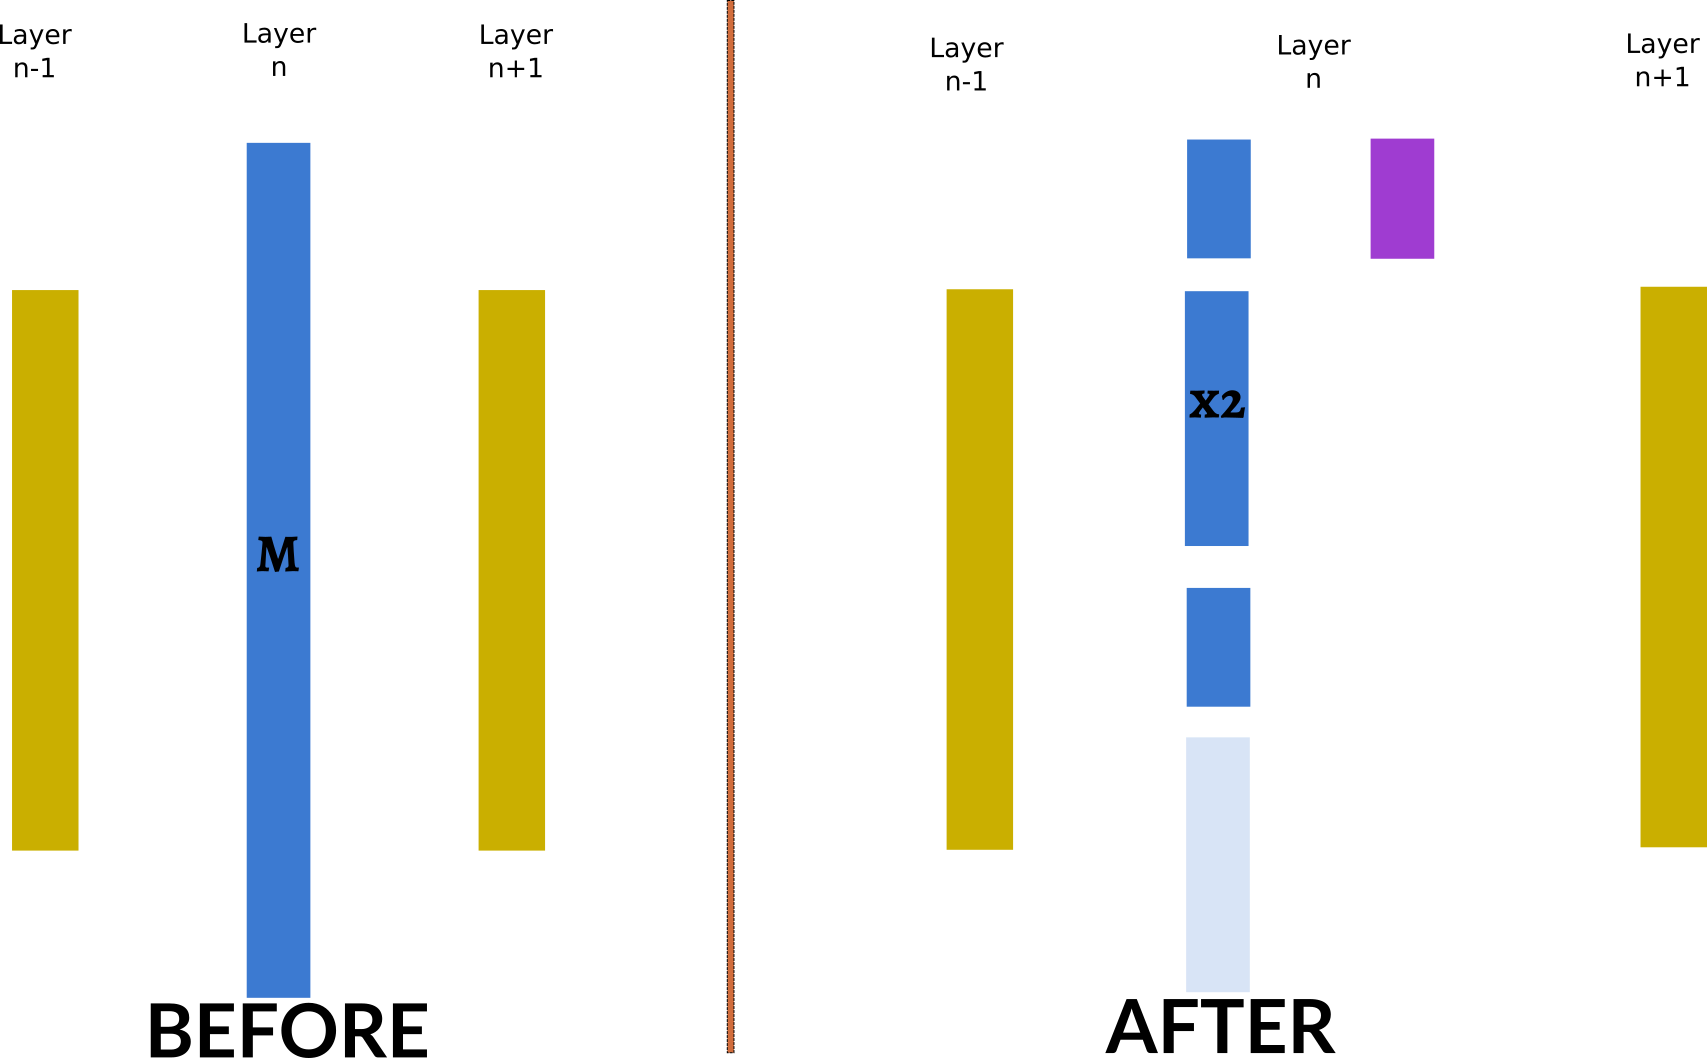 Layer
n-1
Layer
n
Layer
n+1
M
BEFORE
Layer
n-1
Layer
n
Layer
n+1
X2
AFTER